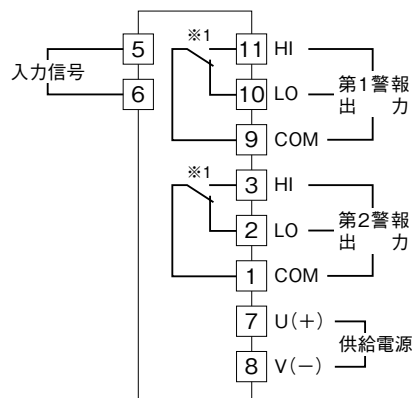 入力信号
5
6
※1
11 HI
10 LO
9 COM
第1警報
出 力
※1
3 HI
2 LO
1 COM
第2警報
出 力
7 U(+)
8 V(−)
供給電源